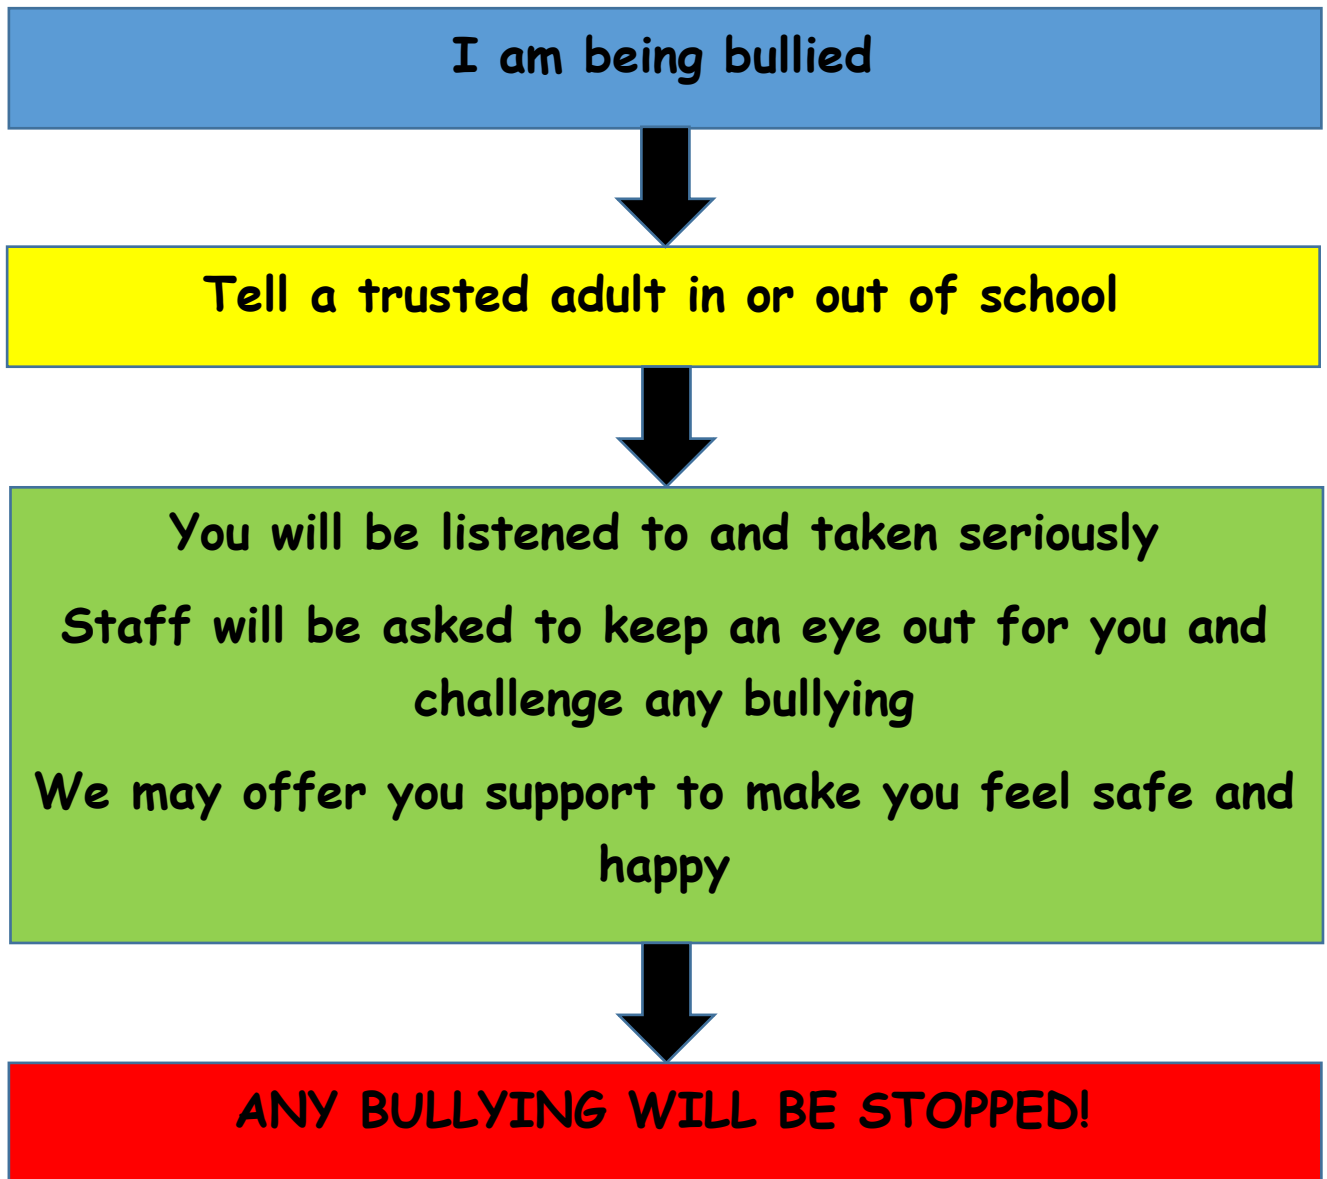 I am being bullied
Tell a trusted adult in or out of school
You will be listened to and taken seriously
Staff will be asked to keep an eye out for you and
challenge any bullying
We may offer you support to make you feel safe and
happy
ANY BULLYING WILL BE STOPPED!